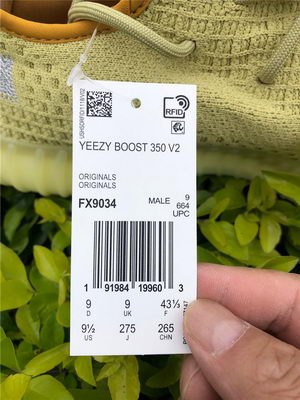 RFID
YEEZY BOOST 350 V2
ORIGINALS
ORIGINALS
FX9034 MALE 9
664
UPC
1 91984 19960 3
9 9 43⅓
D UK F
9½ 275 265
US J CHN